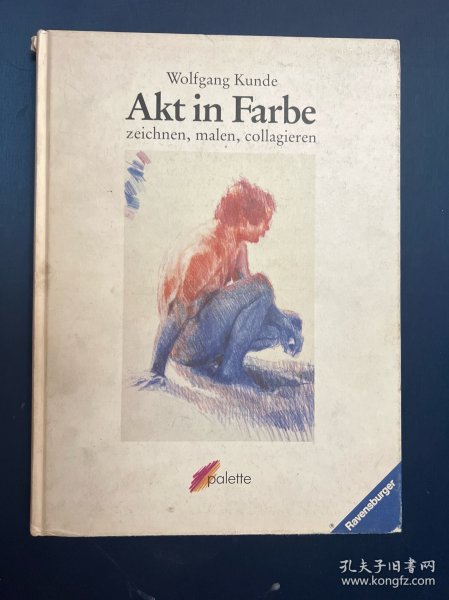 Wolfgang Kunde
Akt in Farbe
zeichnen, malen, collagieren
palette
Ravensburger
孔夫子旧书网
www.kongfz.com